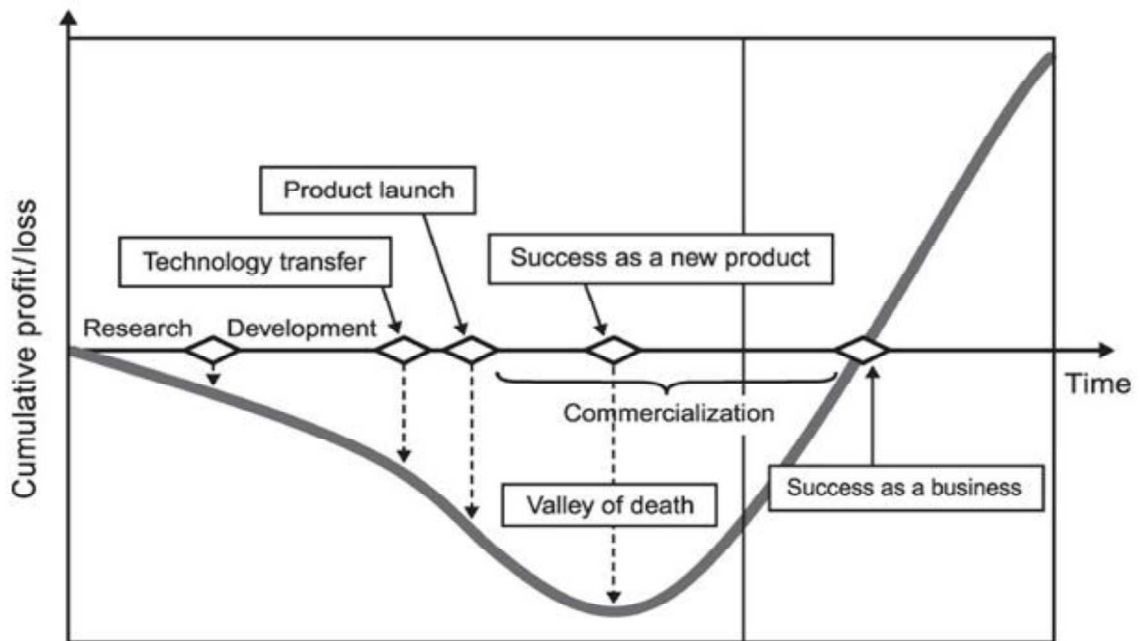 Product launch
Technology transfer
Success as a new product
Research
Development
Cumulative profit/loss
Time
Commercialization
Valley of death
Success as a business